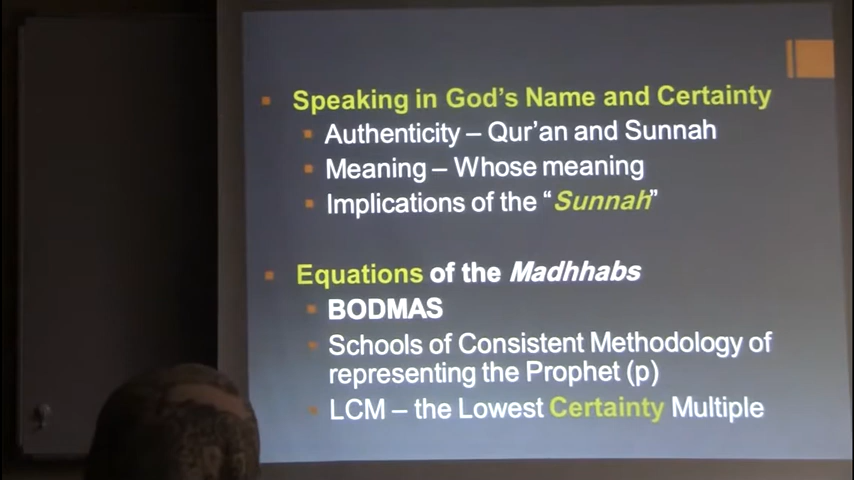 Speaking in God's Name and Certainty
Authenticity – Qur'an and Sunnah
Meaning – Whose meaning
Implications of the "Sunnah"
Equations of the Madhhabs
BODMAS
Schools of Consistent Methodology of
representing the Prophet (p)
LCM – the Lowest Certainty Multiple